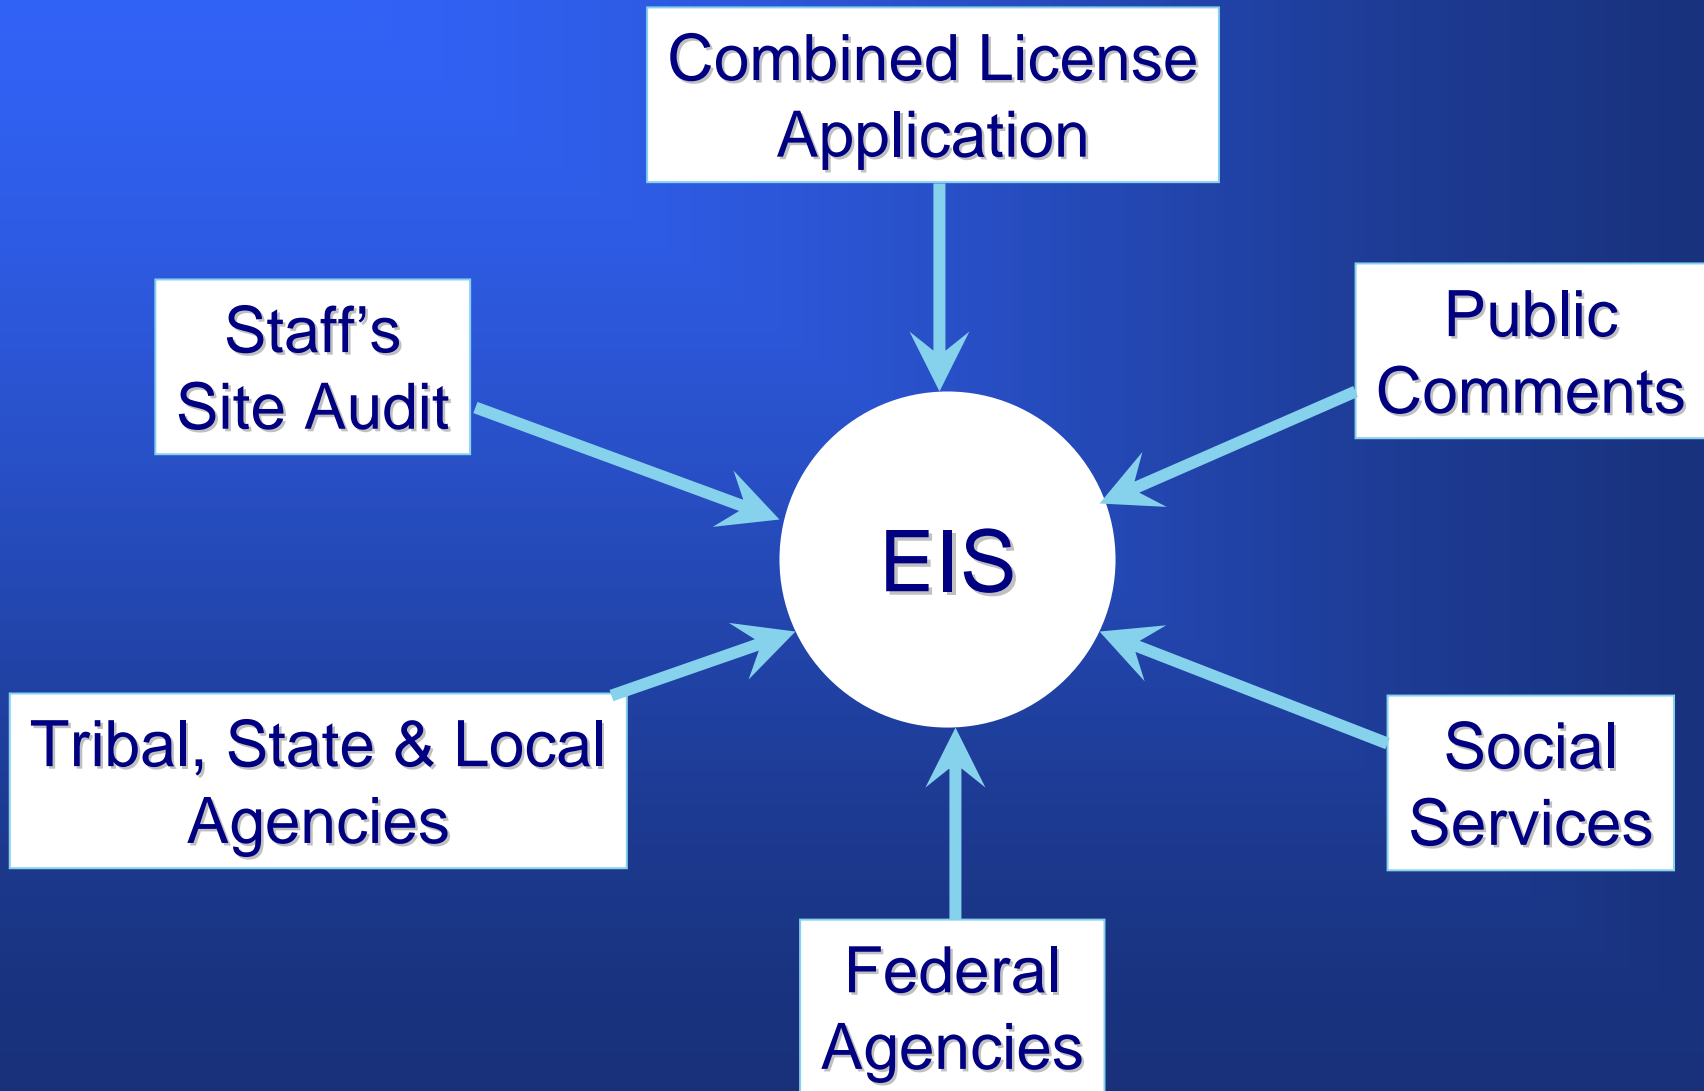 Combined License
Application
Staff’s
Site Audit
Public
Comments
EIS
Tribal, State & Local
Agencies
Social
Services
Federal
Agencies